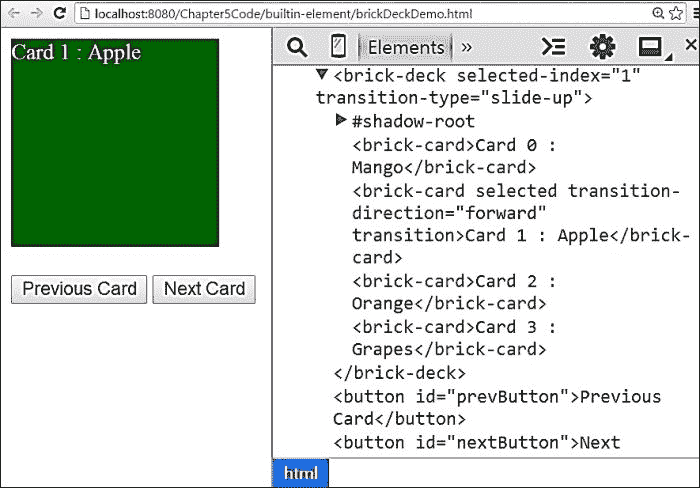 localhost:8080/Chapter5Code/builtin-element/brickDeckDemo.html
Card 1 : Apple
Previous Card
Next Card
Elements
»
<brick-deck selected-index="1"
transition-type="slide-up">
#shadow-root
<brick-card>Card 0 :
Mango</brick-card>
<brick-card selected transition-
direction="forward"
transition>Card 1 : Apple</brick-
card>
<brick-card>Card 2 :
Orange</brick-card>
<brick-card>Card 3 :
Grapes</brick-card>
</brick-deck>
<button id="prevButton">Previous
Card</button>
<button id="nextButton">Next
html